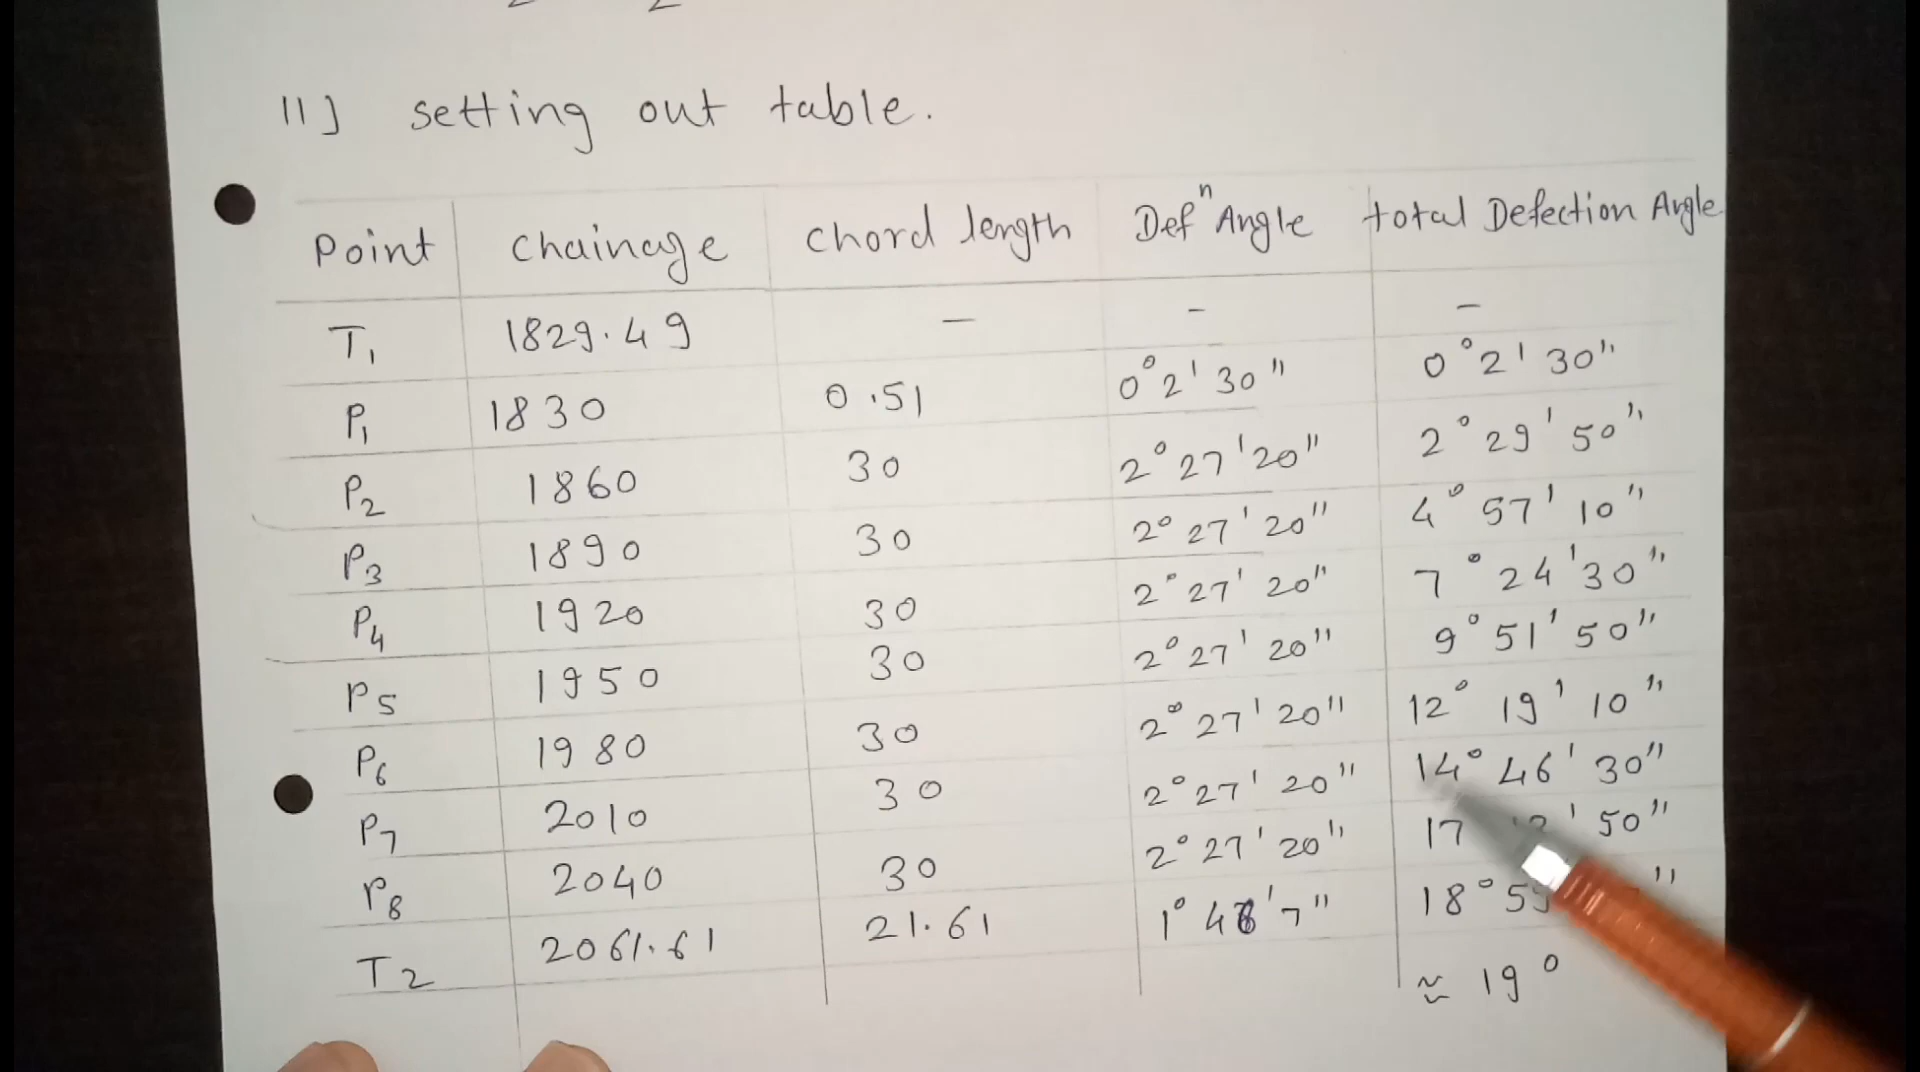 11] setting out table.
Point chainage chord length Defⁿ Angle total Defection Angle
T₁ 1829.49 — - -
P₁ 1830 0.51 0°2'30" 0°2'30"
P₂ 1860 30 2°27'20" 2°29'50"
P₃ 1890 30 2°27'20" 4°57'10"
P₄ 1920 30 2°27'20" 7°24'30"
P₅ 1950 30 2°27'20" 9°51'50"
P₆ 1980 30 2°27'20" 12°19'10"
P₇ 2010 30 2°27'20" 14°46'30"
P₈ 2040 30 2°27'20" 17 ' 50"
T₂ 2061.61 21.61 1°46'7" 18°
≈ 19°